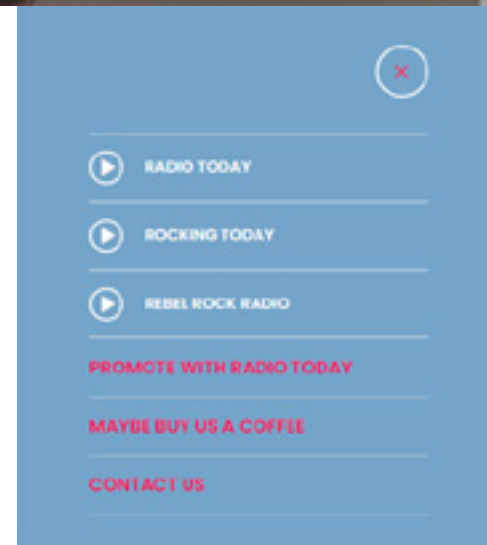 RADIO TODAY
ROCKING TODAY
REBEL ROCK RADIO
PROMOTE WITH RADIO TODAY
MAYBE BUY US A COFFEE
CONTACT US